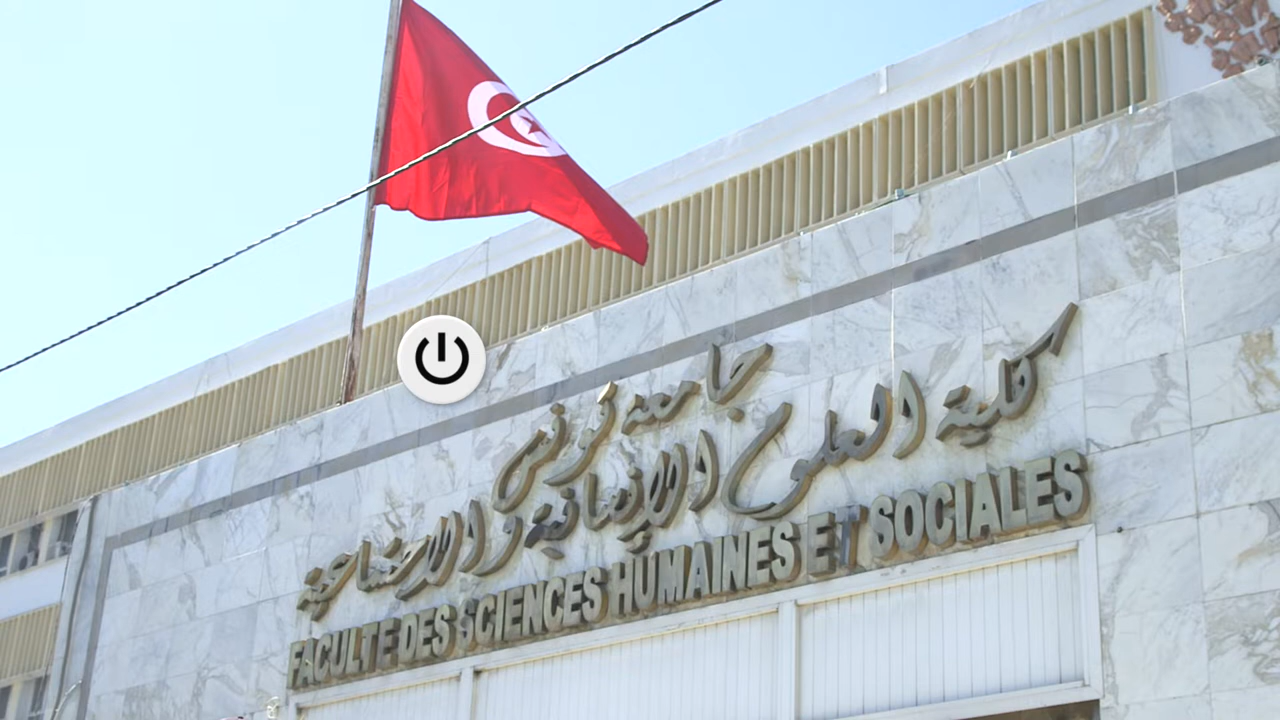 جامعة تونس
كلية العلوم الإنسانية والاجتماعية
FACULTE DES SCIENCES HUMAINES ET SOCIALES